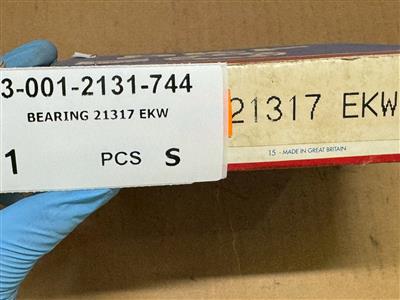 3-001-2131-744
BEARING 21317 EKW
1 PCS S
21317 EKW
15 - MADE IN GREAT BRITAIN